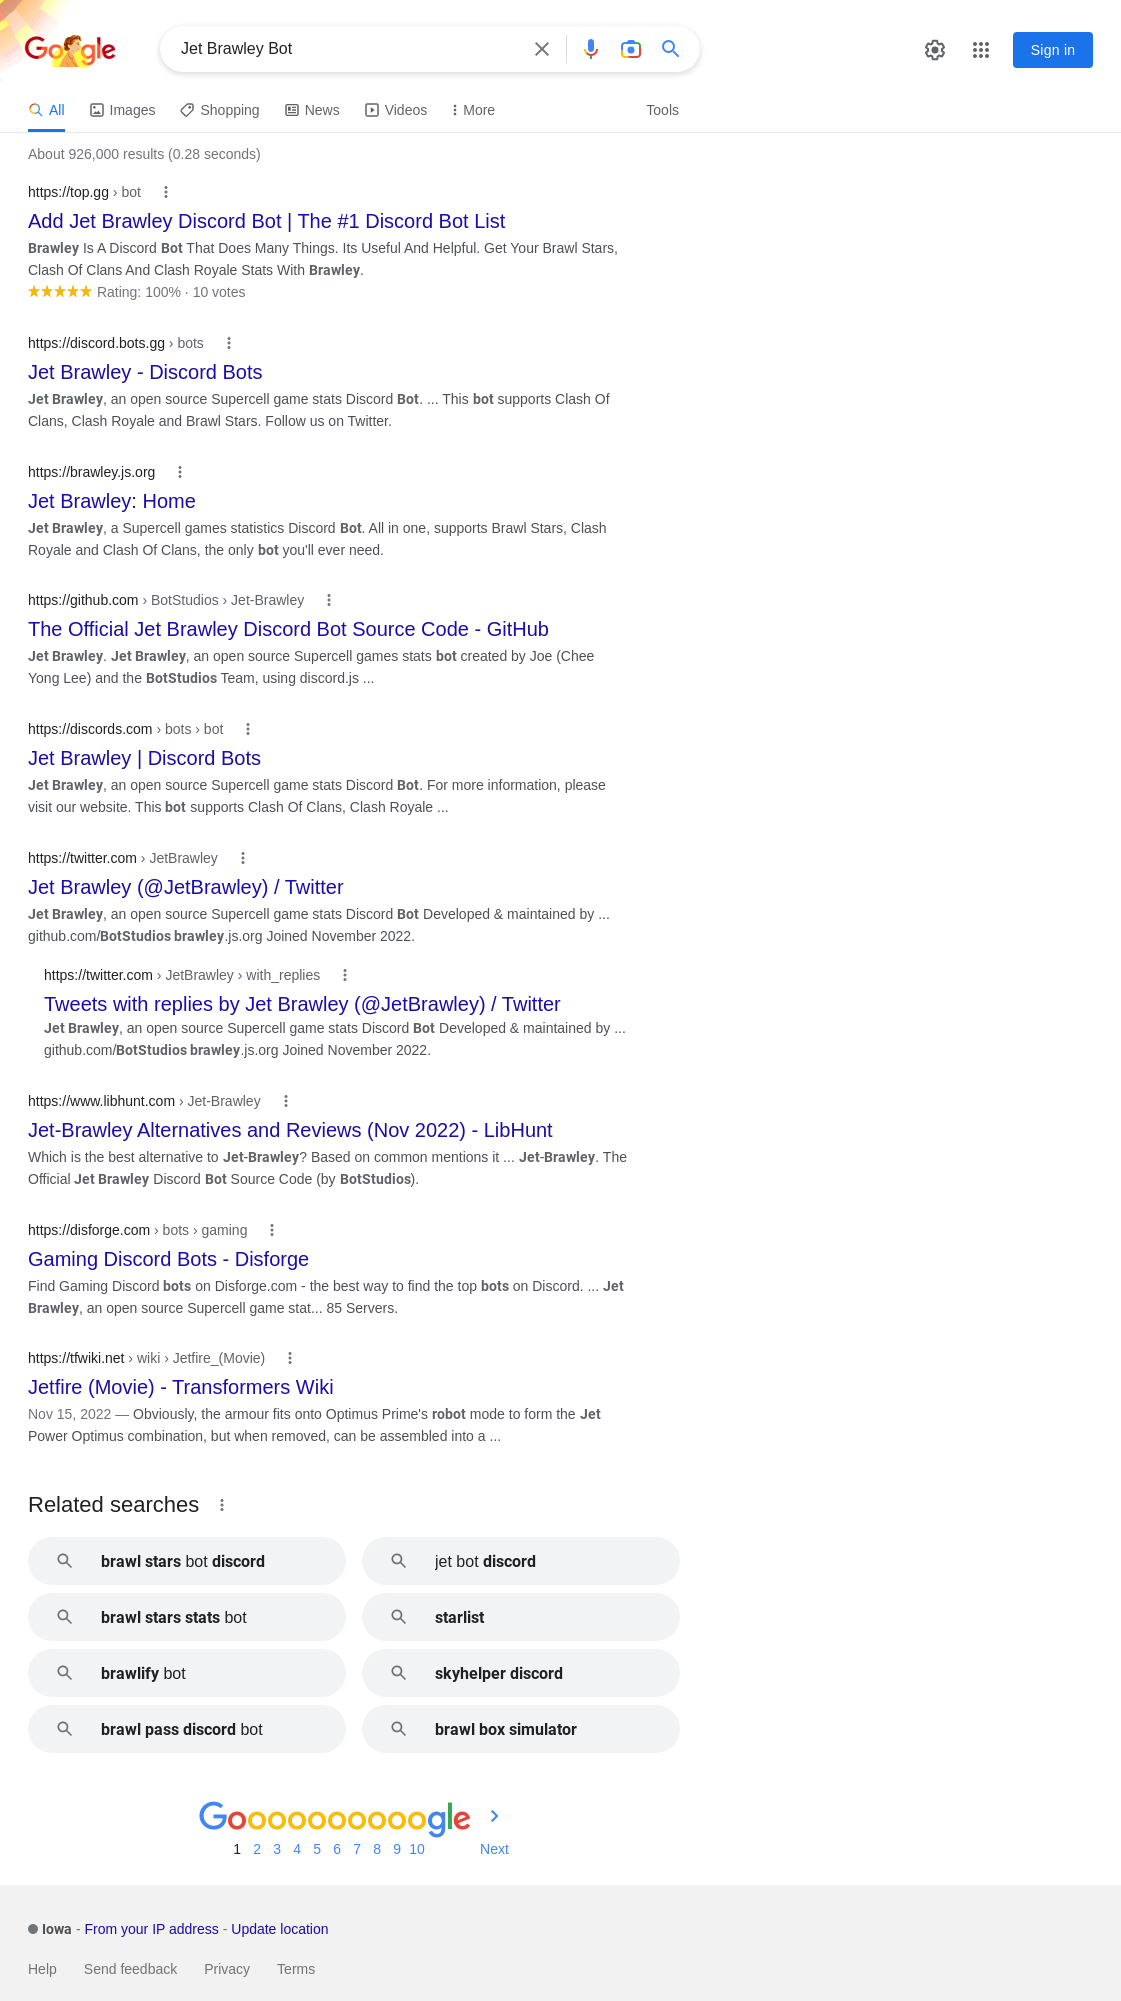 Google
Jet Brawley Bot
Sign in
All Images Shopping News Videos More Tools
About 926,000 results (0.28 seconds)
https://top.gg › bot
Add Jet Brawley Discord Bot | The #1 Discord Bot List
Brawley Is A Discord Bot That Does Many Things. Its Useful And Helpful. Get Your Brawl Stars,
Clash Of Clans And Clash Royale Stats With Brawley.
Rating: 100% · 10 votes
https://discord.bots.gg › bots
Jet Brawley - Discord Bots
Jet Brawley, an open source Supercell game stats Discord Bot. ... This bot supports Clash Of
Clans, Clash Royale and Brawl Stars. Follow us on Twitter.
https://brawley.js.org
Jet Brawley: Home
Jet Brawley, a Supercell games statistics Discord Bot. All in one, supports Brawl Stars, Clash
Royale and Clash Of Clans, the only bot you'll ever need.
https://github.com › BotStudios › Jet-Brawley
The Official Jet Brawley Discord Bot Source Code - GitHub
Jet Brawley. Jet Brawley, an open source Supercell games stats bot created by Joe (Chee
Yong Lee) and the BotStudios Team, using discord.js ...
https://discords.com › bots › bot
Jet Brawley | Discord Bots
Jet Brawley, an open source Supercell game stats Discord Bot. For more information, please
visit our website. This bot supports Clash Of Clans, Clash Royale ...
https://twitter.com › JetBrawley
Jet Brawley (@JetBrawley) / Twitter
Jet Brawley, an open source Supercell game stats Discord Bot Developed & maintained by ...
github.com/BotStudios brawley.js.org Joined November 2022.
https://twitter.com › JetBrawley › with_replies
Tweets with replies by Jet Brawley (@JetBrawley) / Twitter
Jet Brawley, an open source Supercell game stats Discord Bot Developed & maintained by ...
github.com/BotStudios brawley.js.org Joined November 2022.
https://www.libhunt.com › Jet-Brawley
Jet-Brawley Alternatives and Reviews (Nov 2022) - LibHunt
Which is the best alternative to Jet-Brawley? Based on common mentions it ... Jet-Brawley. The
Official Jet Brawley Discord Bot Source Code (by BotStudios).
https://disforge.com › bots › gaming
Gaming Discord Bots - Disforge
Find Gaming Discord bots on Disforge.com - the best way to find the top bots on Discord. ... Jet
Brawley, an open source Supercell game stat... 85 Servers.
https://tfwiki.net › wiki › Jetfire_(Movie)
Jetfire (Movie) - Transformers Wiki
Nov 15, 2022 — Obviously, the armour fits onto Optimus Prime's robot mode to form the Jet
Power Optimus combination, but when removed, can be assembled into a ...
Related searches
brawl stars bot discord
jet bot discord
brawl stars stats bot
starlist
brawlify bot
skyhelper discord
brawl pass discord bot
brawl box simulator
Goooooooooogle
1 2 3 4 5 6 7 8 9 10 Next
Iowa - From your IP address - Update location
Help Send feedback Privacy Terms